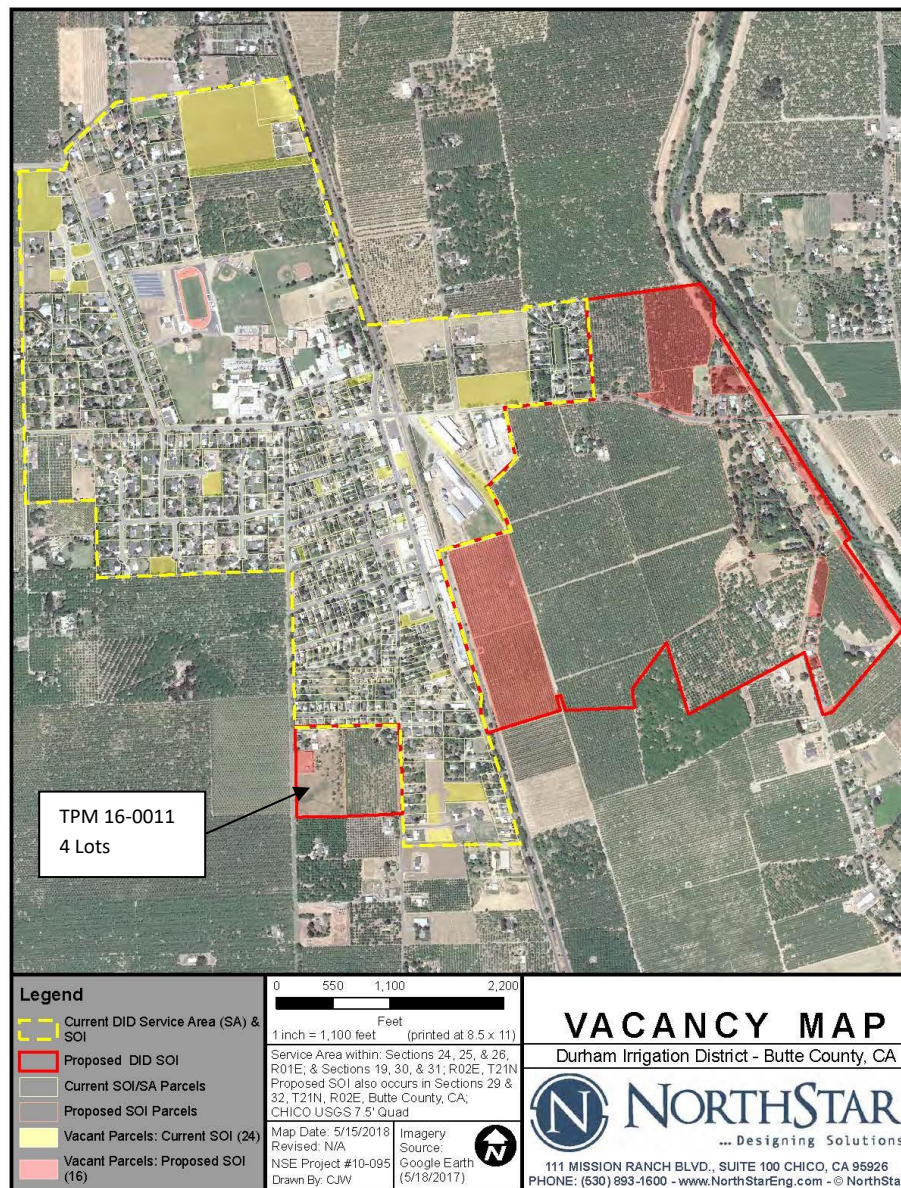 TPM 16-0011
4 Lots
Legend
Current DID Service Area (SA) &
SOI
Proposed DID SOI
Current SOI/SA Parcels
Proposed SOI Parcels
Vacant Parcels: Current SOI (24)
Vacant Parcels: Proposed SOI
(16)
0 550 1,100 2,200
Feet
1 inch = 1,100 feet (printed at 8.5 x 11)
Service Area within: Sections 24, 25, & 26,
R01E; & Sections 19, 30, & 31; R02E, T21N
Proposed SOI also occurs in Sections 29 &
32, T21N, R02E, Butte County, CA;
CHICO USGS 7.5' Quad
Map Date: 5/15/2018
Revised: N/A
NSE Project #10-095
Drawn By: CJW
Imagery
Source:
Google Earth
(5/18/2017)
N
VACANCY MAP
Durham Irrigation District - Butte County, CA
N NORTHSTAR
... Designing Solutions
111 MISSION RANCH BLVD., SUITE 100 CHICO, CA 95926
PHONE: (530) 893-1600 - www.NorthStarEng.com - © NorthSta